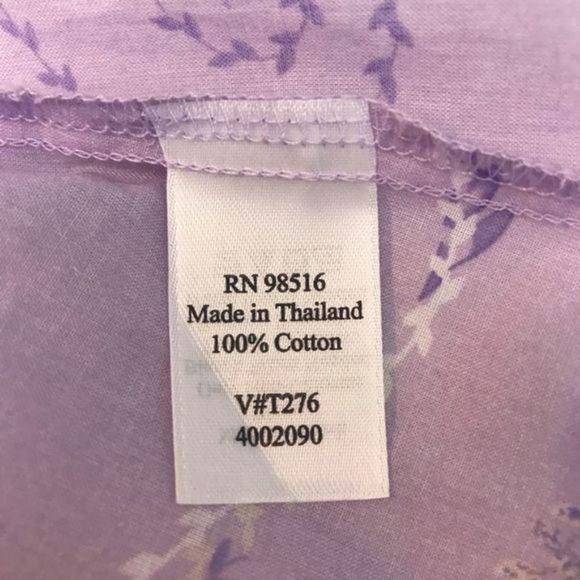 RN 98516
Made in Thailand
100% Cotton
V#T276
4002090